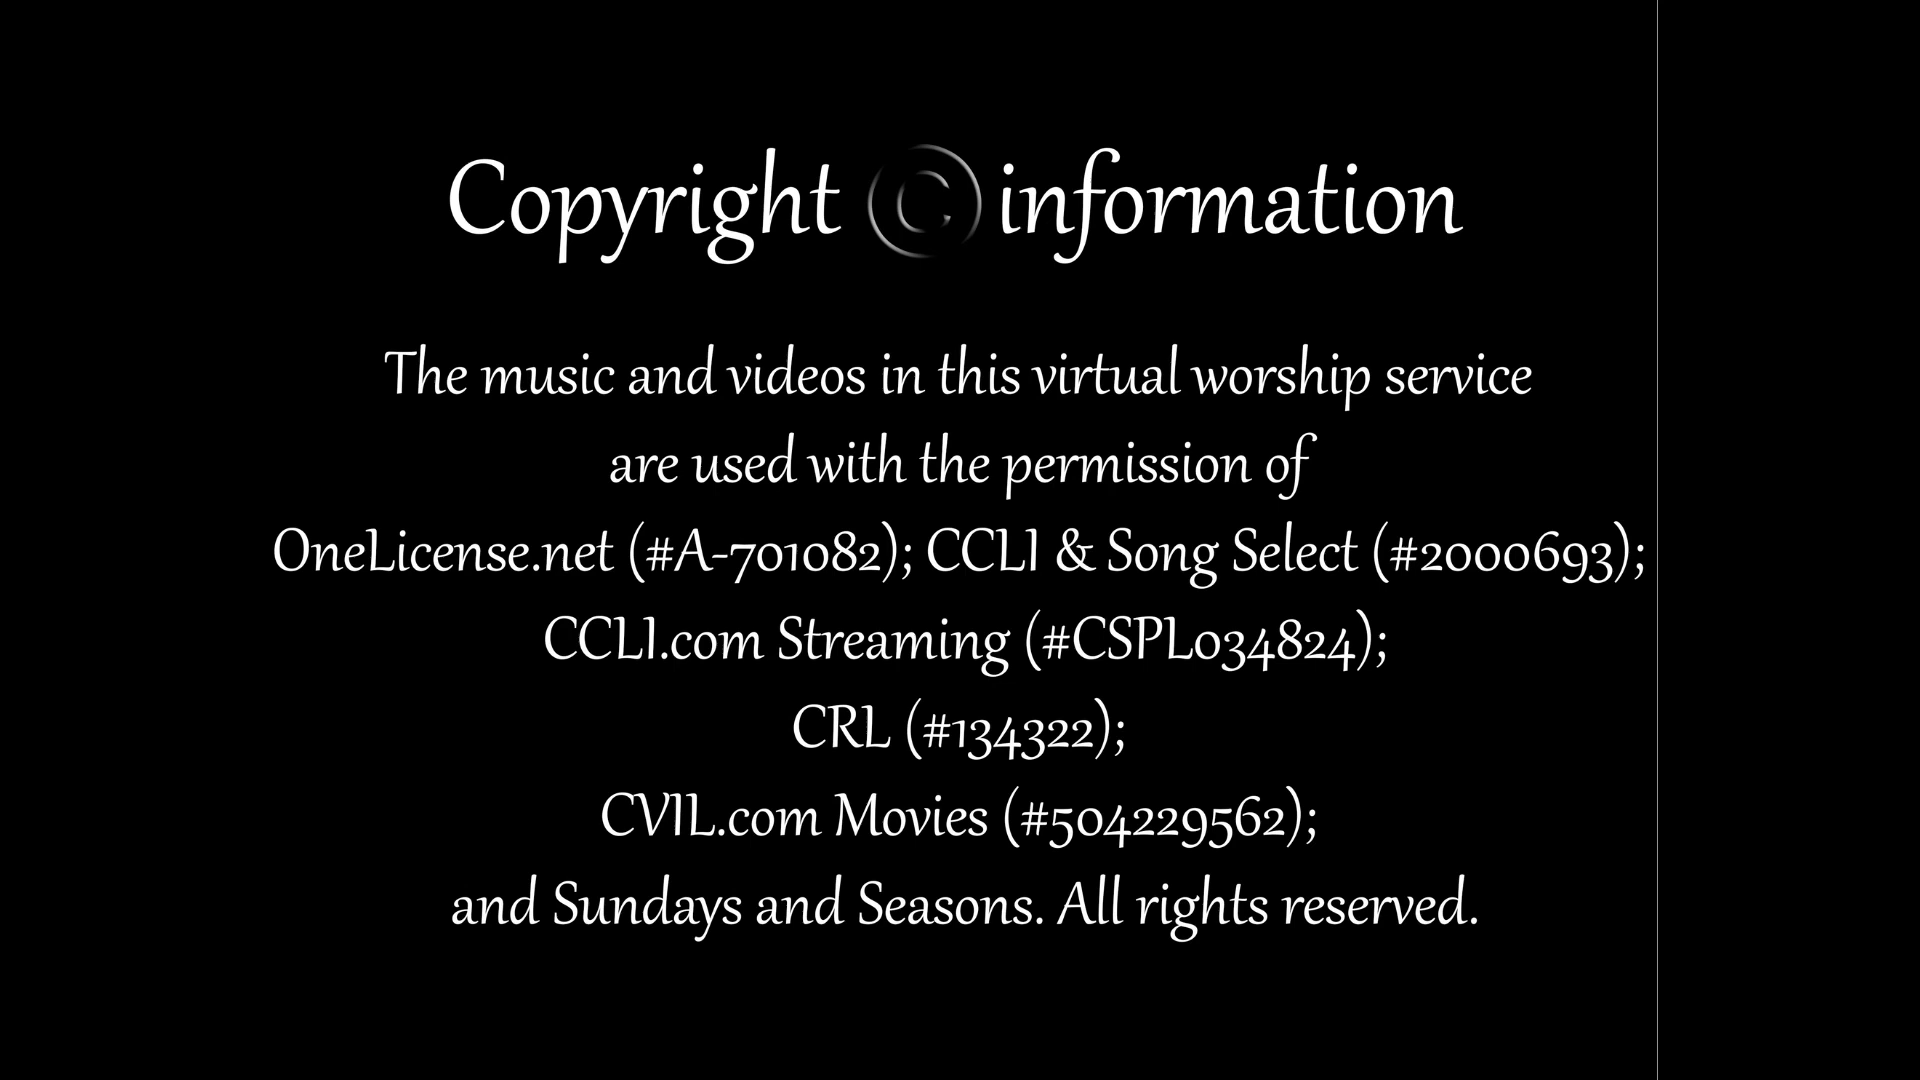 Copyright © information
The music and videos in this virtual worship service
are used with the permission of
OneLicense.net (#A-701082); CCLI & Song Select (#2000693);
CCLI.com Streaming (#CSPL034824);
CRL (#134322);
CVIL.com Movies (#504229562);
and Sundays and Seasons. All rights reserved.